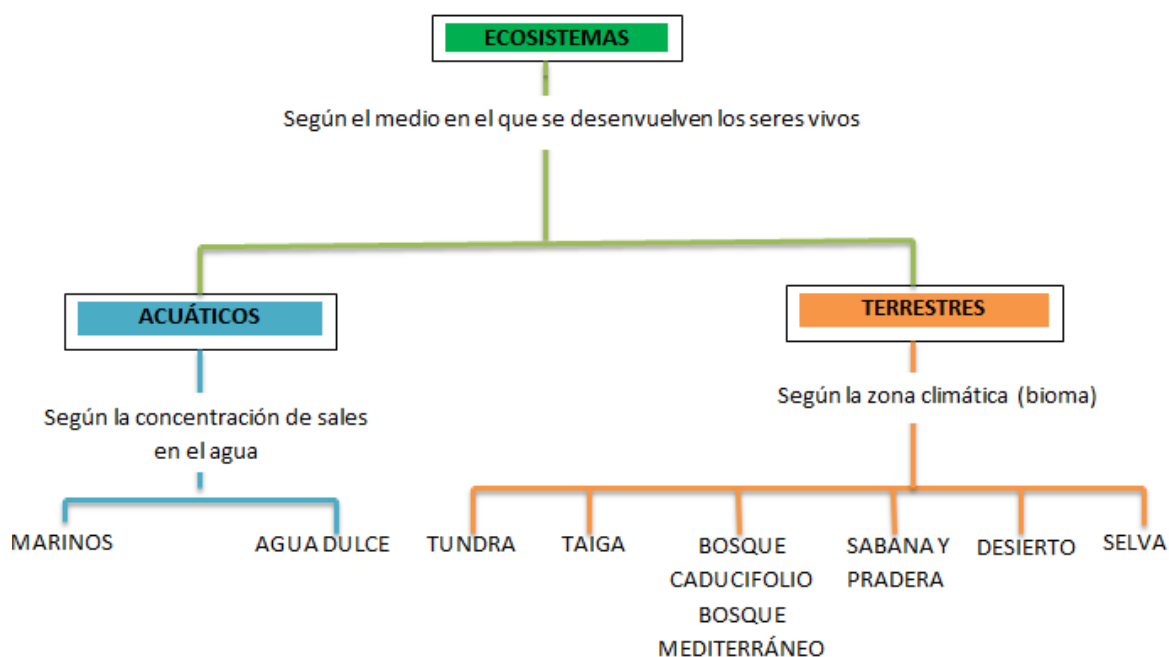 ECOSISTEMAS
Según el medio en el que se desenvuelven los seres vivos
ACUÁTICOS
TERRESTRES
Según la concentración de sales
en el agua
Según la zona climática (bioma)
MARINOS
AGUA DULCE
TUNDRA
TAIGA
BOSQUE
CADUCIFOLIO
BOSQUE
MEDITERRÁNEO
SABANA Y
PRADERA
DESIERTO
SELVA